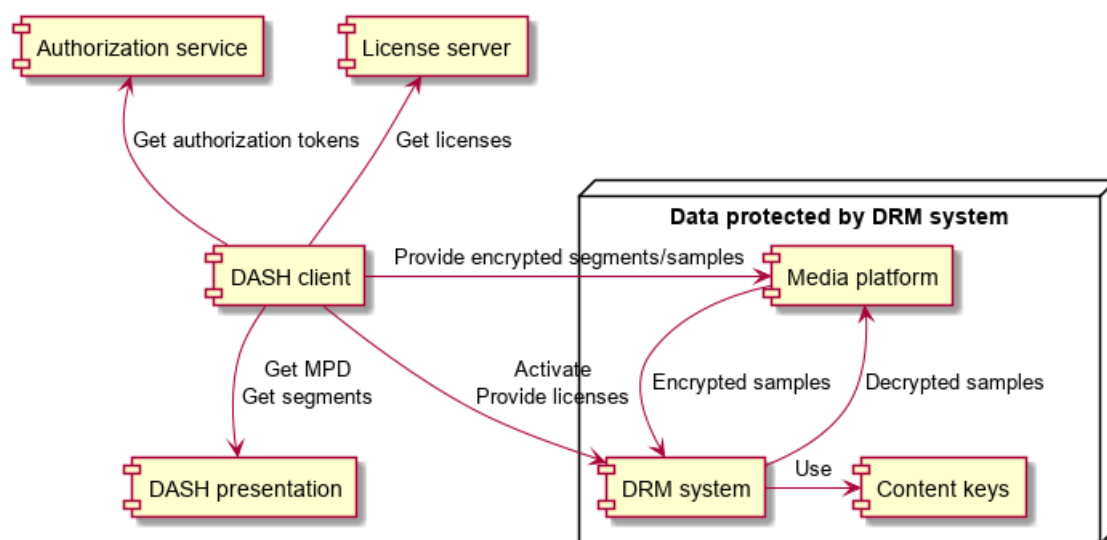 Authorization service
License server
Get authorization tokens
Get licenses
Data protected by DRM system
DASH client
Provide encrypted segments/samples
Media platform
Get MPD
Get segments
Activate
Provide licenses
Encrypted samples
Decrypted samples
DASH presentation
DRM system
Use
Content keys